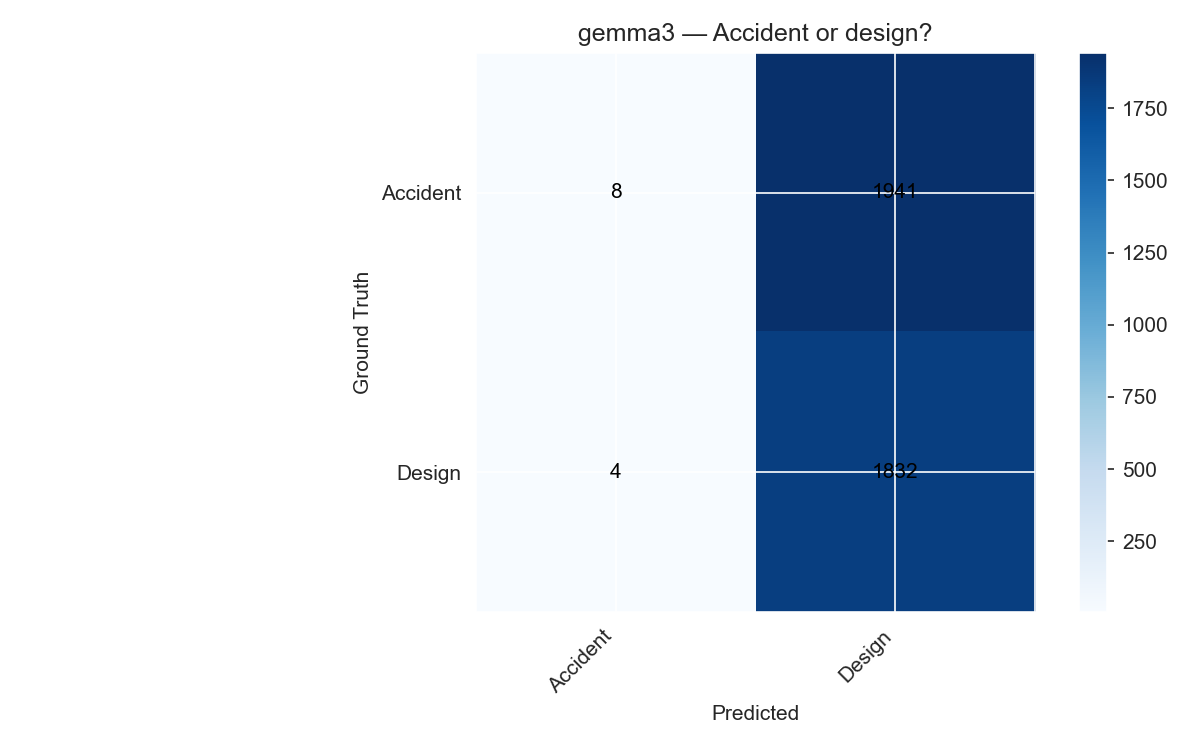 gemma3 — Accident or design?
Accident
8
1941
Ground Truth
Design
4
1832
Accident
Design
Predicted
1750
1500
1250
1000
750
500
250